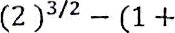 (2 )³/² − (1 +